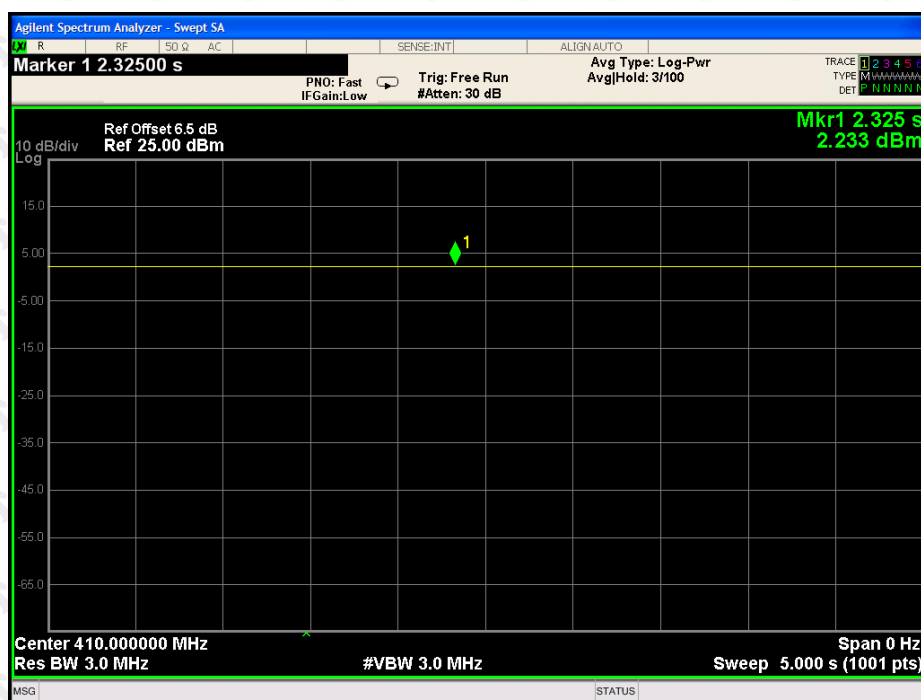 Agilent Spectrum Analyzer - Swept SA
LXI R RF 50 Ω AC SENSE:INT ALIGN AUTO
Marker 1 2.32500 s
PNO: Fast
IFGain:Low
Trig: Free Run
#Atten: 30 dB
Avg Type: Log-Pwr
Avg|Hold: 3/100
TRACE 1 2 3 4 5 6
TYPE M
DET P N N N N N
Mkr1 2.325 s
2.233 dBm
Ref Offset 6.5 dB
10 dB/div Ref 25.00 dBm
Log
15.0
1
5.00
-5.00
-15.0
-25.0
-35.0
-45.0
-55.0
-65.0
Center 410.000000 MHz Span 0 Hz
Res BW 3.0 MHz #VBW 3.0 MHz Sweep 5.000 s (1001 pts)
MSG STATUS